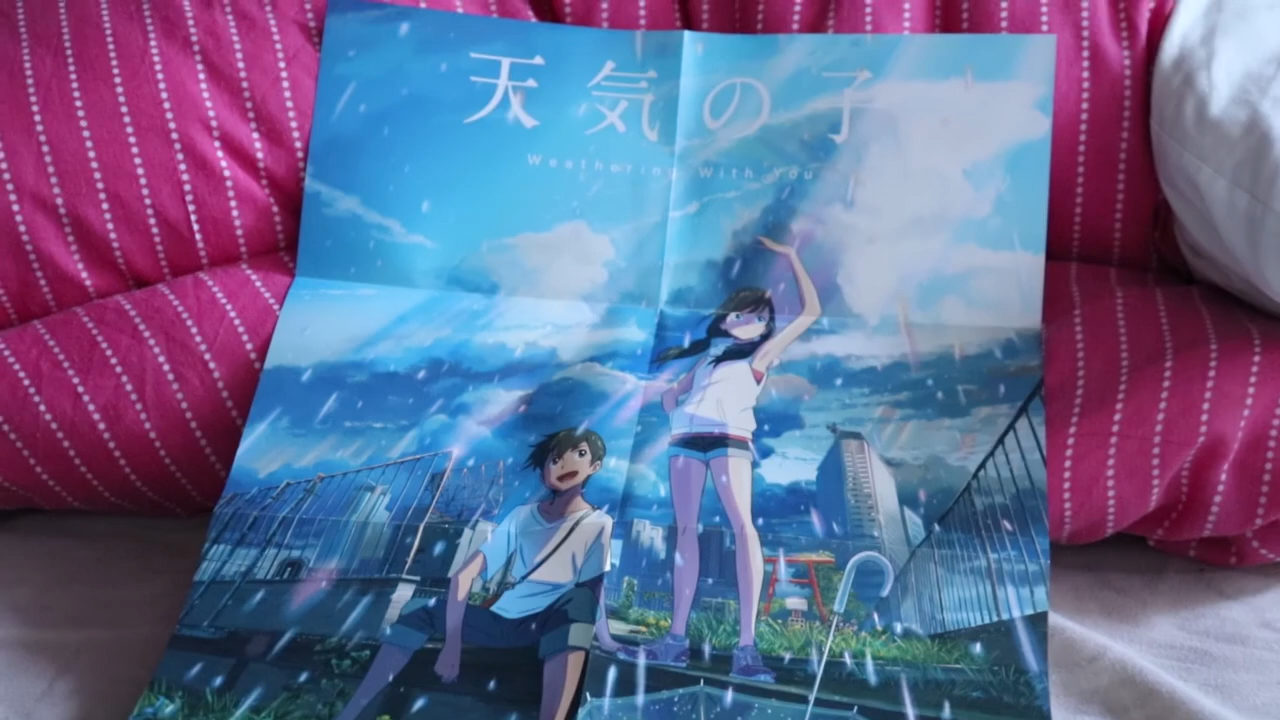 天気の子
Weathering With You